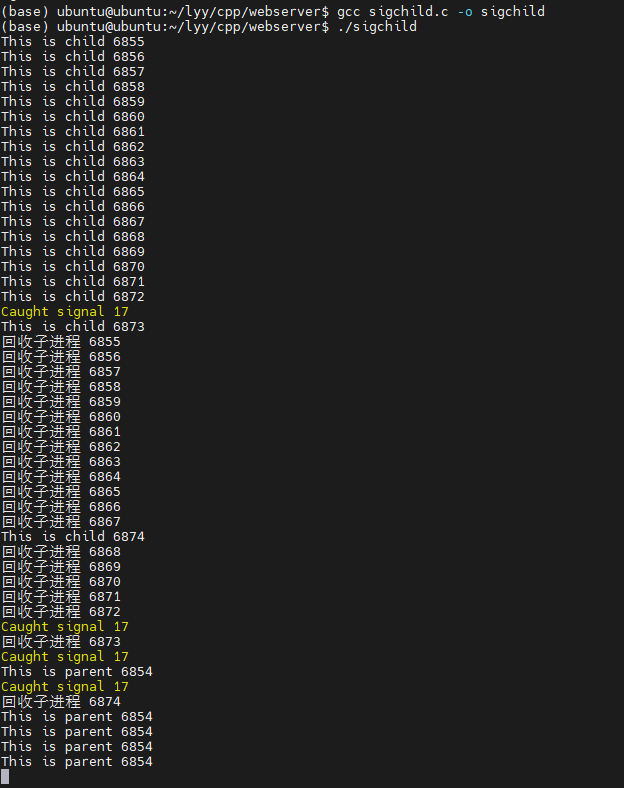 (base) ubuntu@ubuntu:~/lyy/cpp/webserver$ gcc sigchild.c -o sigchild
(base) ubuntu@ubuntu:~/lyy/cpp/webserver$ ./sigchild
This is child 6855
This is child 6856
This is child 6857
This is child 6858
This is child 6859
This is child 6860
This is child 6861
This is child 6862
This is child 6863
This is child 6864
This is child 6865
This is child 6866
This is child 6867
This is child 6868
This is child 6869
This is child 6870
This is child 6871
This is child 6872
Caught signal 17
This is child 6873
回收子进程 6855
回收子进程 6856
回收子进程 6857
回收子进程 6858
回收子进程 6859
回收子进程 6860
回收子进程 6861
回收子进程 6862
回收子进程 6863
回收子进程 6864
回收子进程 6865
回收子进程 6866
回收子进程 6867
This is child 6874
回收子进程 6868
回收子进程 6869
回收子进程 6870
回收子进程 6871
回收子进程 6872
Caught signal 17
回收子进程 6873
Caught signal 17
This is parent 6854
Caught signal 17
回收子进程 6874
This is parent 6854
This is parent 6854
This is parent 6854
This is parent 6854